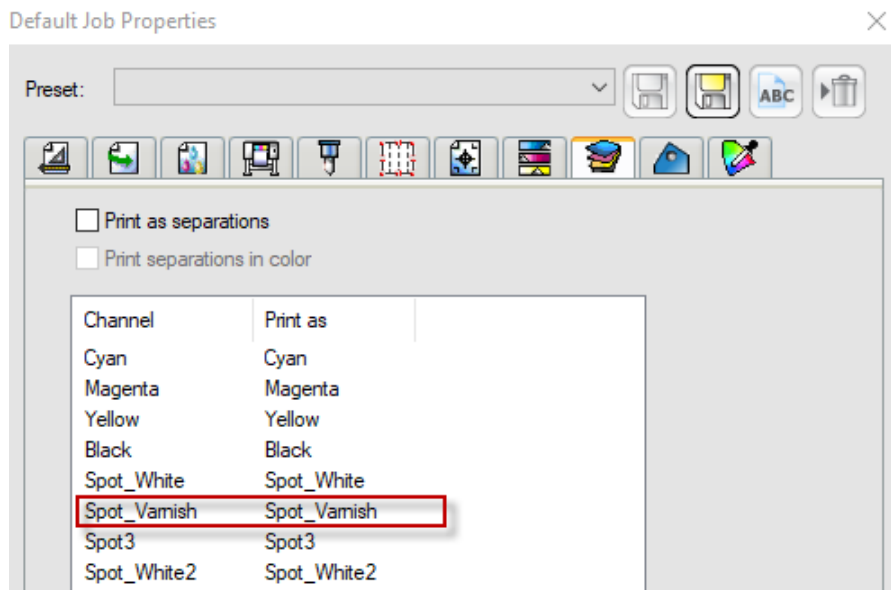 Default Job Properties
Preset:
ABC
Print as separations
Print separations in color
Channel Print as
Cyan Cyan
Magenta Magenta
Yellow Yellow
Black Black
Spot_White Spot_White
Spot_Varnish Spot_Varnish
Spot3 Spot3
Spot_White2 Spot_White2